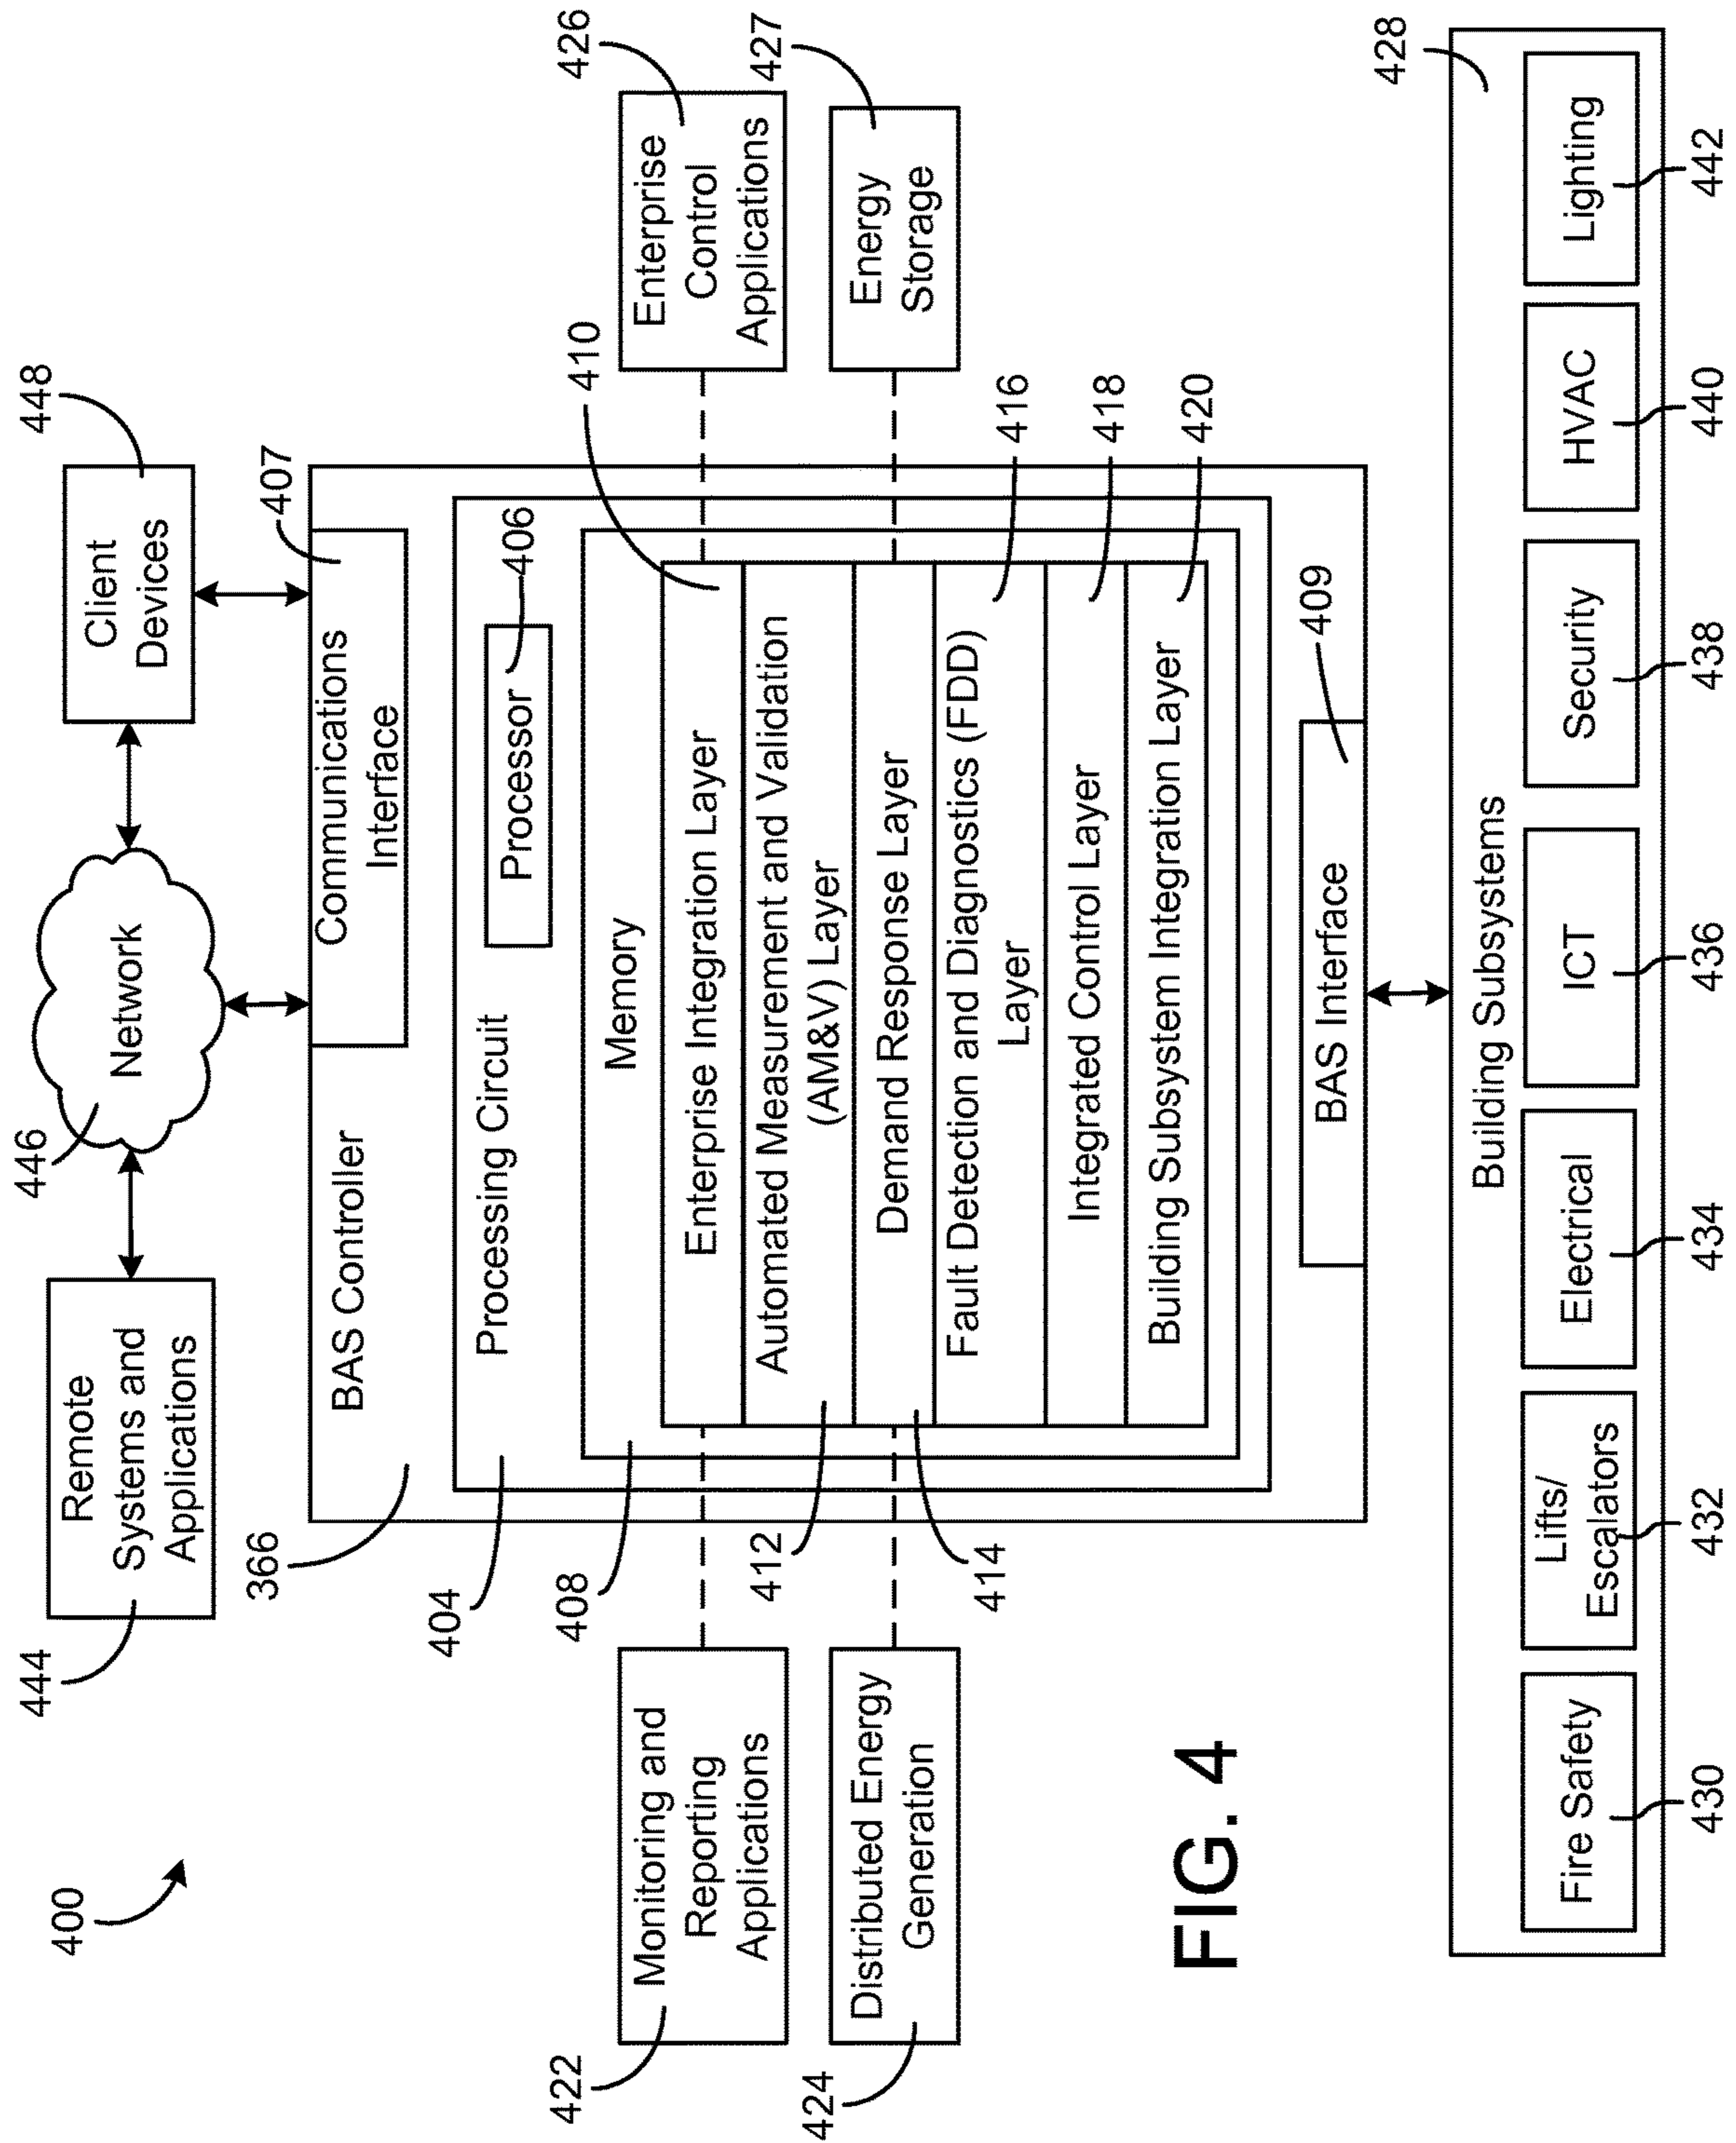 400
444
Remote
Systems and
Applications
446
Network
448
Client
Devices
366
BAS Controller
407
Communications
Interface
404
Processing Circuit
Processor
406
408
Memory
410
Enterprise Integration Layer
412
Automated Measurement and Validation
(AM&V) Layer
414
Demand Response Layer
416
Fault Detection and Diagnostics (FDD)
Layer
418
Integrated Control Layer
420
Building Subsystem Integration Layer
422
Monitoring and
Reporting
Applications
424
Distributed Energy
Generation
426
Enterprise
Control
Applications
427
Energy
Storage
409
BAS Interface
FIG. 4
428
Building Subsystems
Fire Safety
Lifts/
Escalators
Electrical
ICT
Security
HVAC
Lighting
430
432
434
436
438
440
442